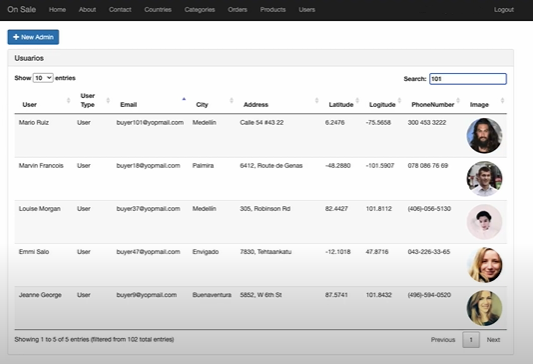 On Sale Home About Contact Countries Categories Orders Products Users Logout
+ New Admin
Usuarios
Show 10 entries Search: 101
User User Type Email City Address Latitude Logitude PhoneNumber Image
Mario Ruiz User buyer101@yopmail.com Medellín Calle 54 #43 22 6.2476 -75.5658 300 453 3222
Marvin Francois User buyer18@yopmail.com Palmira 6412, Route de Genas -48.2880 -101.5907 078 086 76 69
Louise Morgan User buyer37@yopmail.com Medellín 305, Robinson Rd 82.4427 101.8112 (406)-056-5130
Emmi Salo User buyer47@yopmail.com Envigado 7830, Tehtaankatu -12.1018 47.8716 043-226-33-65
Jeanne George User buyer9@yopmail.com Buenaventura 5852, W 6th St 87.5741 101.8432 (496)-594-0520
Showing 1 to 5 of 5 entries (filtered from 102 total entries) Previous 1 Next